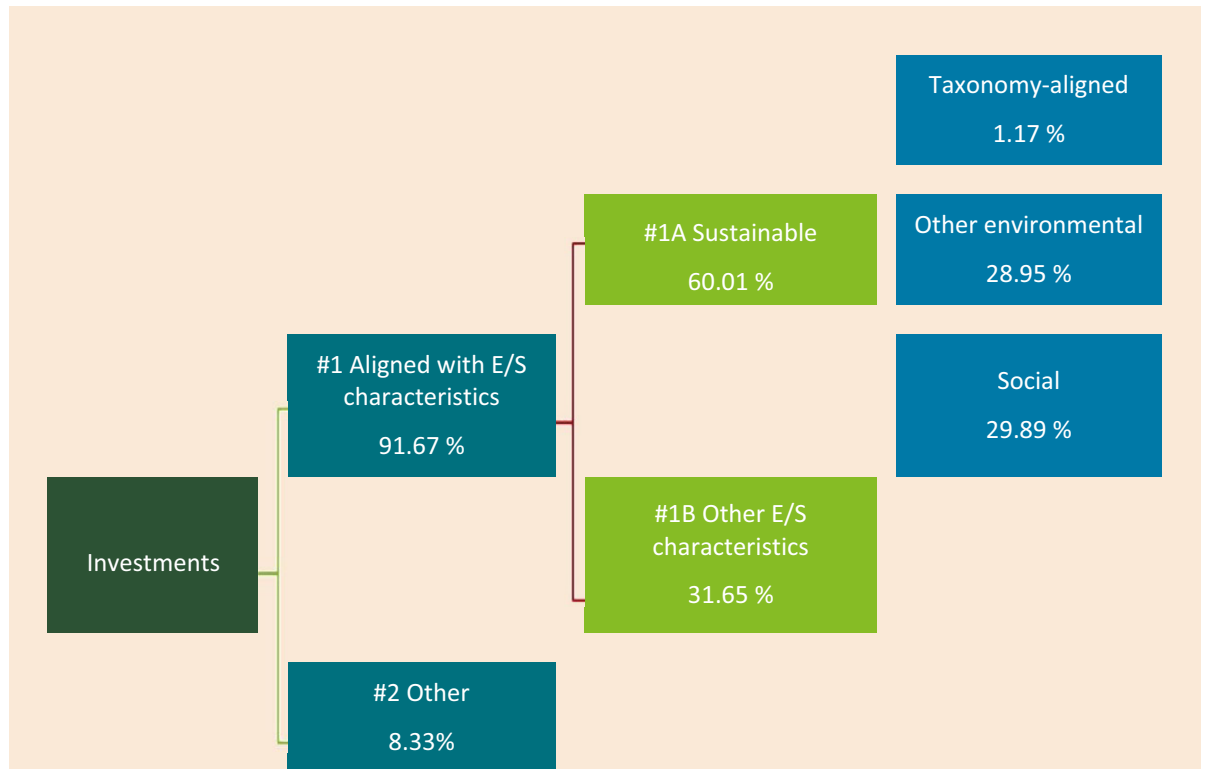 Taxonomy-aligned
1.17 %
#1A Sustainable
60.01 %
Other environmental
28.95 %
#1 Aligned with E/S
characteristics
91.67 %
Social
29.89 %
Investments
#1B Other E/S
characteristics
31.65 %
#2 Other
8.33%